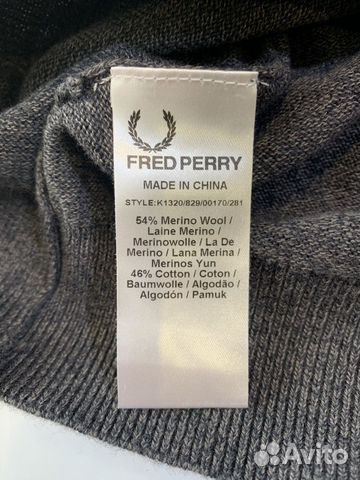 FRED PERRY
MADE IN CHINA
STYLE:K1320/829/00170/281
54% Merino Wool /
Laine Merino /
Merinowolle / La De
Merino / Lana Merina /
Merinos Yun
46% Cotton / Coton /
Baumwolle / Algodão /
Algodón / Pamuk
Avito